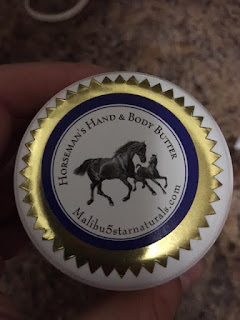 Horseman's Hand & Body Butter
Malibu5starnaturals.com